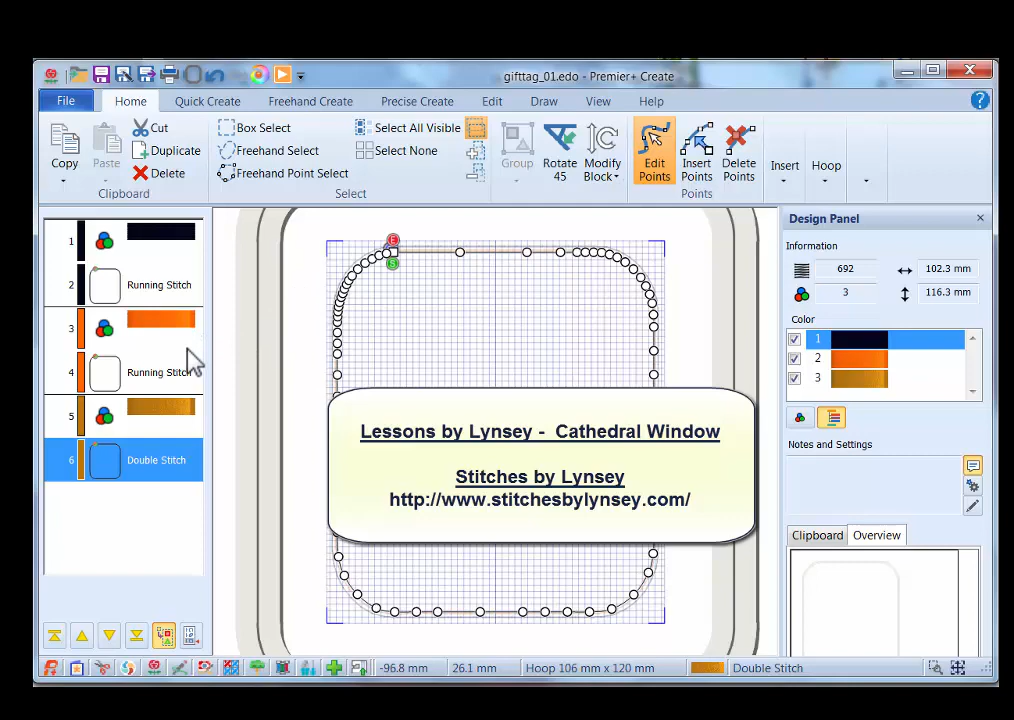 gifttag_01.edo - Premier+ Create
File Home Quick Create Freehand Create Precise Create Edit Draw View Help
Copy
Paste
Cut
Duplicate
Delete
Clipboard
Box Select
Freehand Select
Freehand Point Select
Select All Visible
Select None
Select
Group
Rotate
45
Modify
Block
Edit
Points
Insert
Points
Delete
Points
Points
Insert
Hoop
1
2 Running Stitch
3
4 Running Stitch
5
6 Double Stitch
E
S
Lessons by Lynsey - Cathedral Window
Stitches by Lynsey
http://www.stitchesbylynsey.com/
Design Panel
Information
692 102.3 mm
3 116.3 mm
Color
1
2
3
Notes and Settings
Clipboard Overview
-96.8 mm 26.1 mm Hoop 106 mm x 120 mm Double Stitch